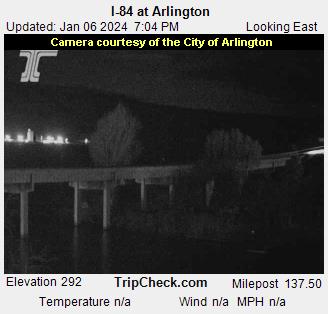 I-84 at Arlington
Updated: Jan 06 2024 7:04 PM Looking East
Camera courtesy of the City of Arlington
Elevation 292 TripCheck.com Milepost 137.50
Temperature n/a Wind n/a MPH n/a